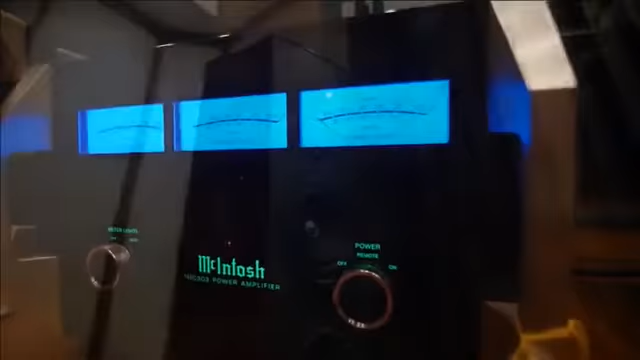 METER LIGHTS
POWER
REMOTE
OFF
ON
McIntosh
POWER AMPLIFIER